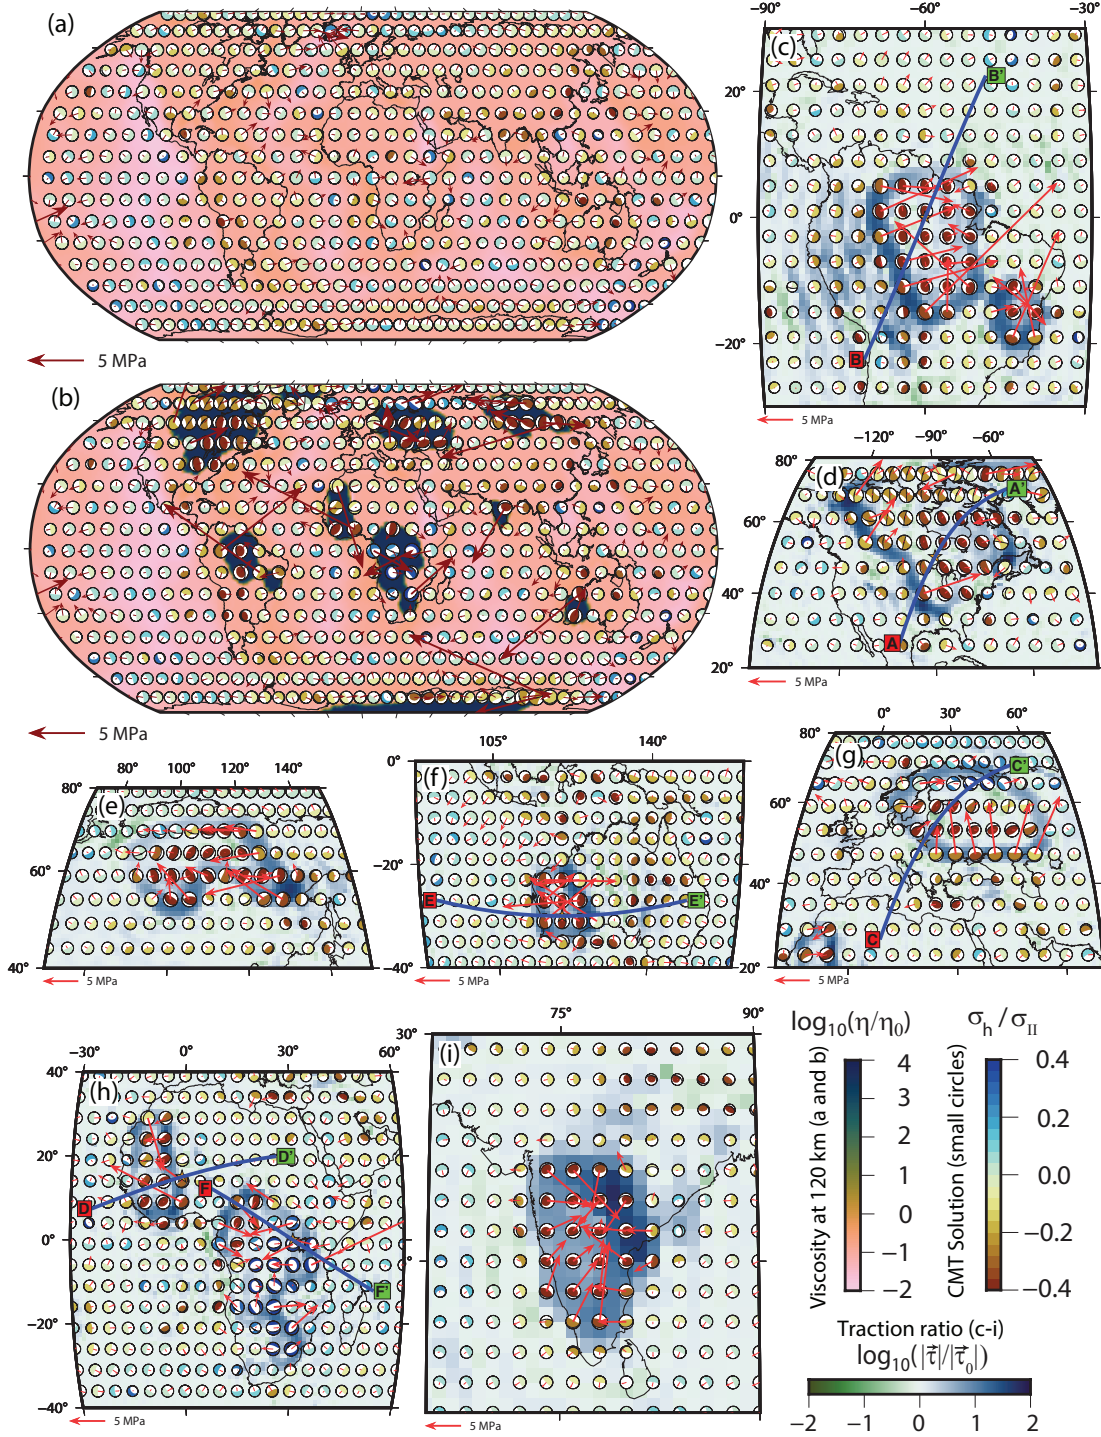 (a)
5 MPa
(b)
5 MPa
−90° −60° −30°
(c)
20°
0°
−20°
B'
B
5 MPa
−120° −90° −60°
80°
(d)
60°
40°
20°
A'
A
5 MPa
80° 100° 120° 140°
80°
(e)
60°
40°
5 MPa
105° 140°
0°
(f)
−20°
−40°
E
E'
20°
5 MPa
0° 30° 60°
80°
(g)
60°
40°
C'
C
5 MPa
−30° 0° 30° 60°
40°
(h)
20°
0°
−20°
−40°
D'
D
F
F'
°
5 MPa
75° 90°
30°
(i)
5 MPa
log₁₀(η/η₀)
Viscosity at 120 km (a and b)
4
3
2
1
0
−1
−2
σₕ/σ_II
CMT Solution (small circles)
0.4
0.2
0.0
−0.2
−0.4
Traction ratio (c-i)
log₁₀(|τ⃗|/|τ⃗₀|)
−2 −1 0 1 2